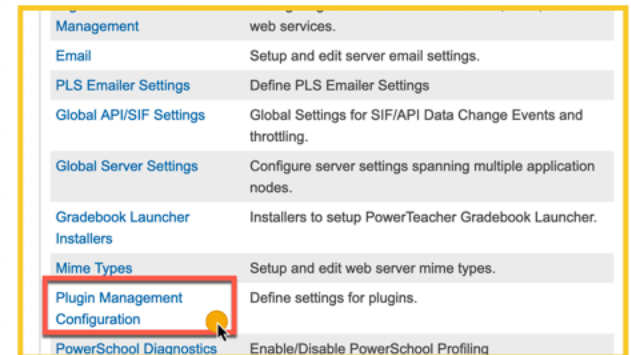 Management
web services.
Email
Setup and edit server email settings.
PLS Emailer Settings
Define PLS Emailer Settings
Global API/SIF Settings
Global Settings for SIF/API Data Change Events and
throttling.
Global Server Settings
Configure server settings spanning multiple application
nodes.
Gradebook Launcher
Installers
Installers to setup PowerTeacher Gradebook Launcher.
Mime Types
Setup and edit web server mime types.
Plugin Management
Configuration
Define settings for plugins.
PowerSchool Diagnostics
Enable/Disable PowerSchool Profiling